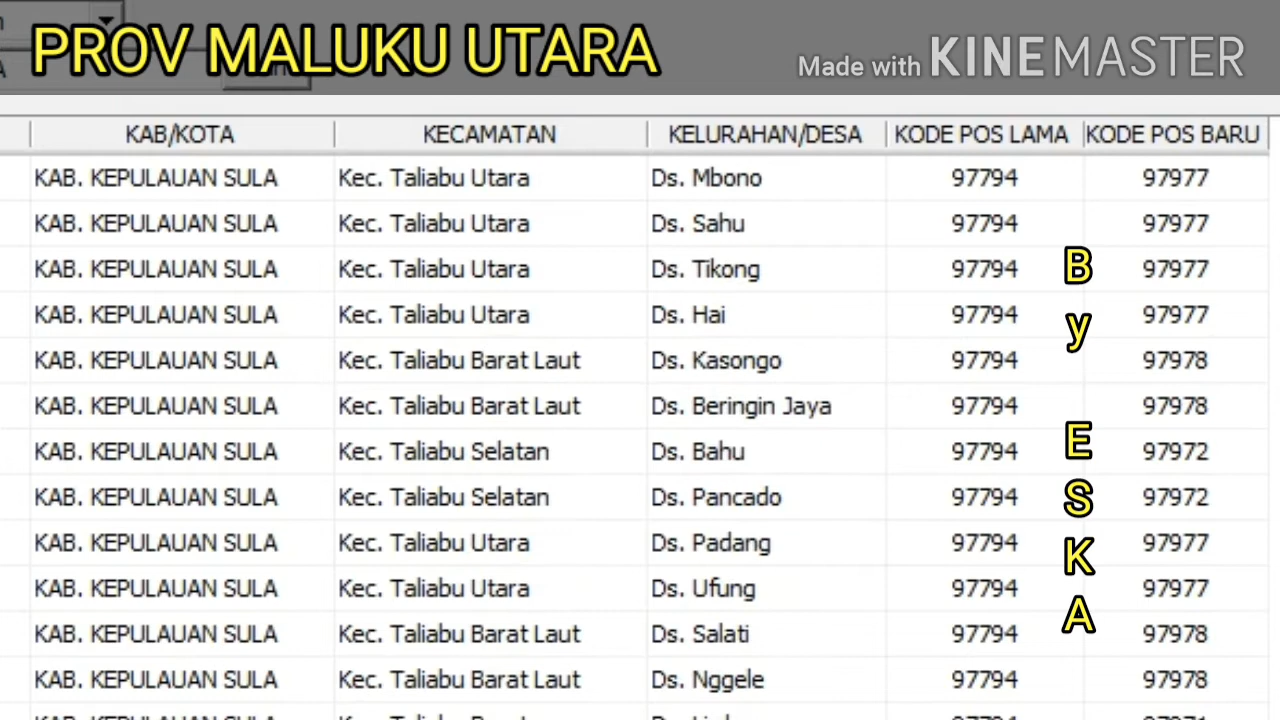 PROV MALUKU UTARA
Made with KINEMASTER
KAB/KOTA KECAMATAN KELURAHAN/DESA KODE POS LAMA KODE POS BARU
KAB. KEPULAUAN SULA Kec. Taliabu Utara Ds. Mbono 97794 97977
KAB. KEPULAUAN SULA Kec. Taliabu Utara Ds. Sahu 97794 97977
KAB. KEPULAUAN SULA Kec. Taliabu Utara Ds. Tikong 97794 97977
KAB. KEPULAUAN SULA Kec. Taliabu Utara Ds. Hai 97794 97977
KAB. KEPULAUAN SULA Kec. Taliabu Barat Laut Ds. Kasongo 97794 97978
KAB. KEPULAUAN SULA Kec. Taliabu Barat Laut Ds. Beringin Jaya 97794 97978
KAB. KEPULAUAN SULA Kec. Taliabu Selatan Ds. Bahu 97794 97972
KAB. KEPULAUAN SULA Kec. Taliabu Selatan Ds. Pancado 97794 97972
KAB. KEPULAUAN SULA Kec. Taliabu Utara Ds. Padang 97794 97977
KAB. KEPULAUAN SULA Kec. Taliabu Utara Ds. Ufung 97794 97977
KAB. KEPULAUAN SULA Kec. Taliabu Barat Laut Ds. Salati 97794 97978
KAB. KEPULAUAN SULA Kec. Taliabu Barat Laut Ds. Nggele 97794 97978
By ESKA